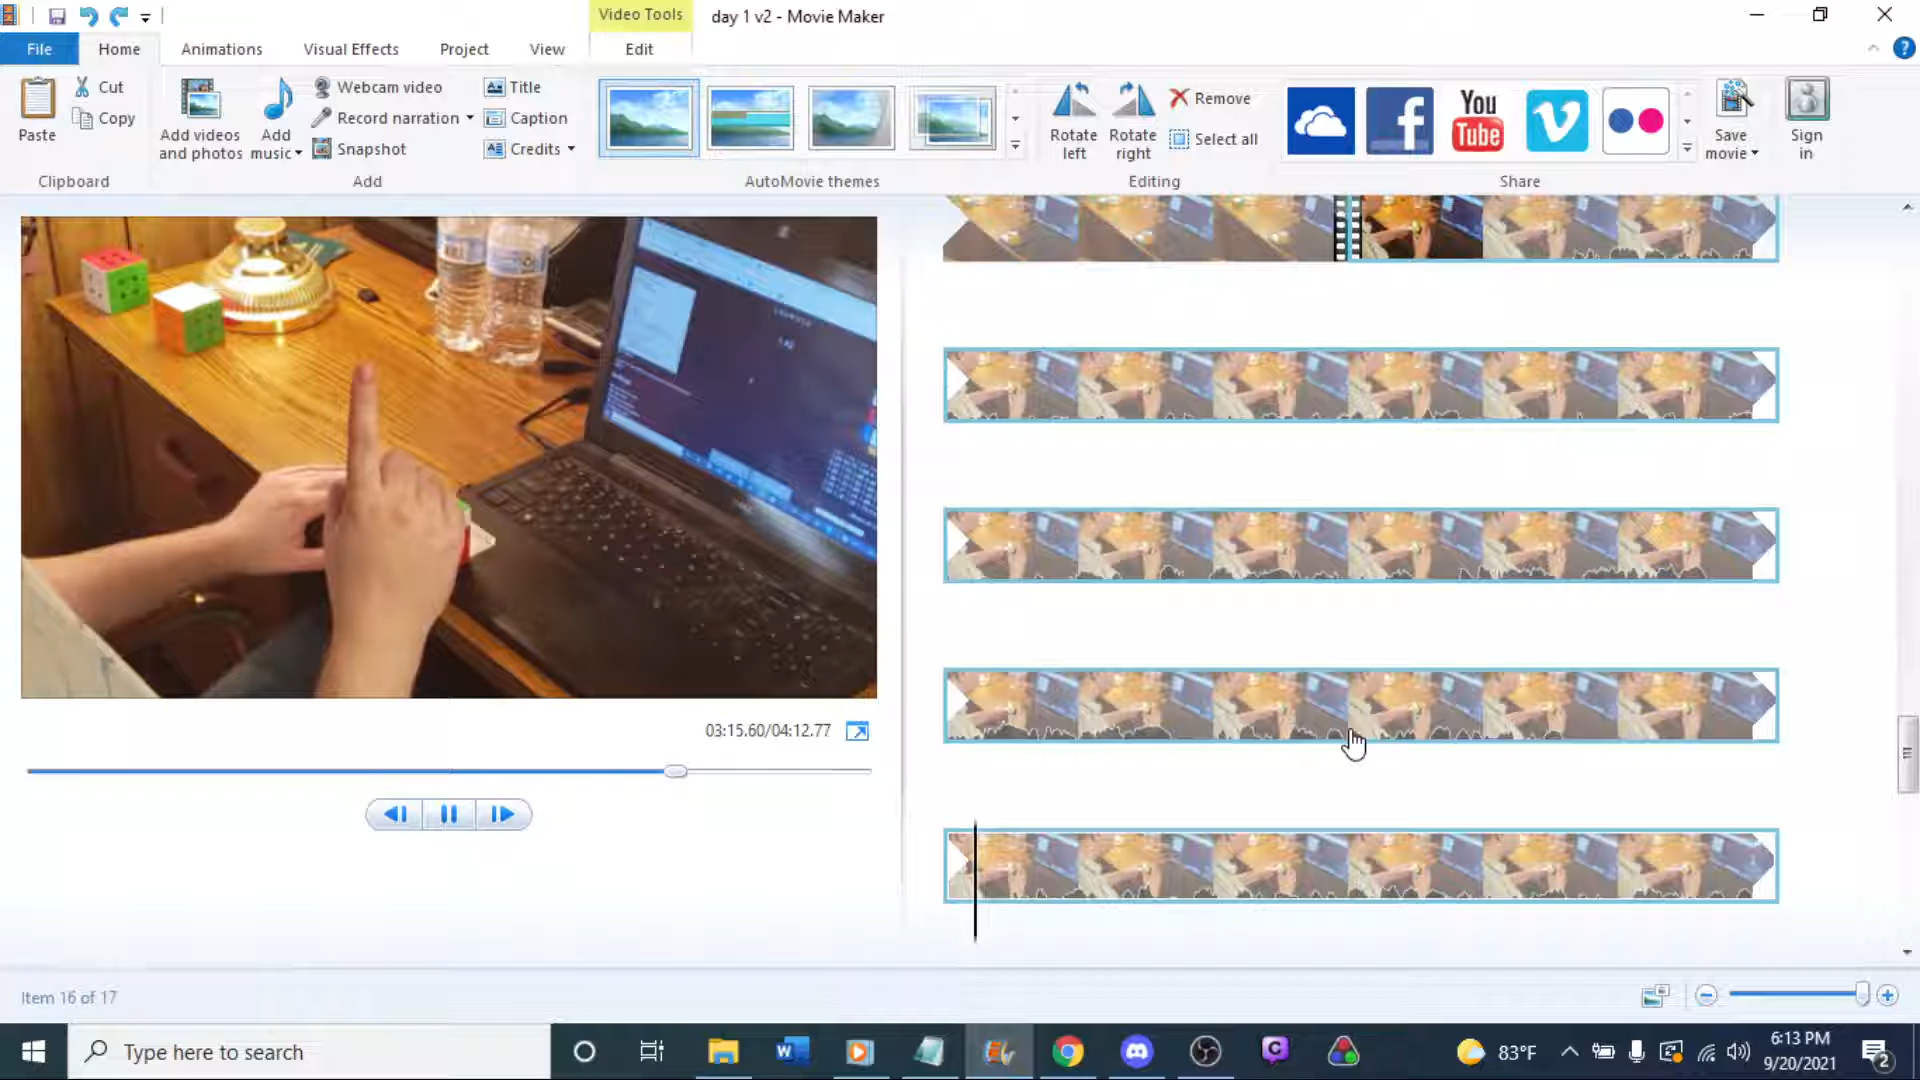 Video Tools
day 1 v2 - Movie Maker
File
Home
Animations
Visual Effects
Project
View
Edit
Paste
Cut
Copy
Clipboard
Add videos
and photos
Add
music
Webcam video
Record narration
Snapshot
Title
Caption
Credits
Add
AutoMovie themes
Rotate
left
Rotate
right
Remove
Select all
Editing
You
Tube
Share
Save
movie
Sign
in
03:15.60/04:12.77
Item 16 of 17
Type here to search
83°F
6:13 PM
9/20/2021
2